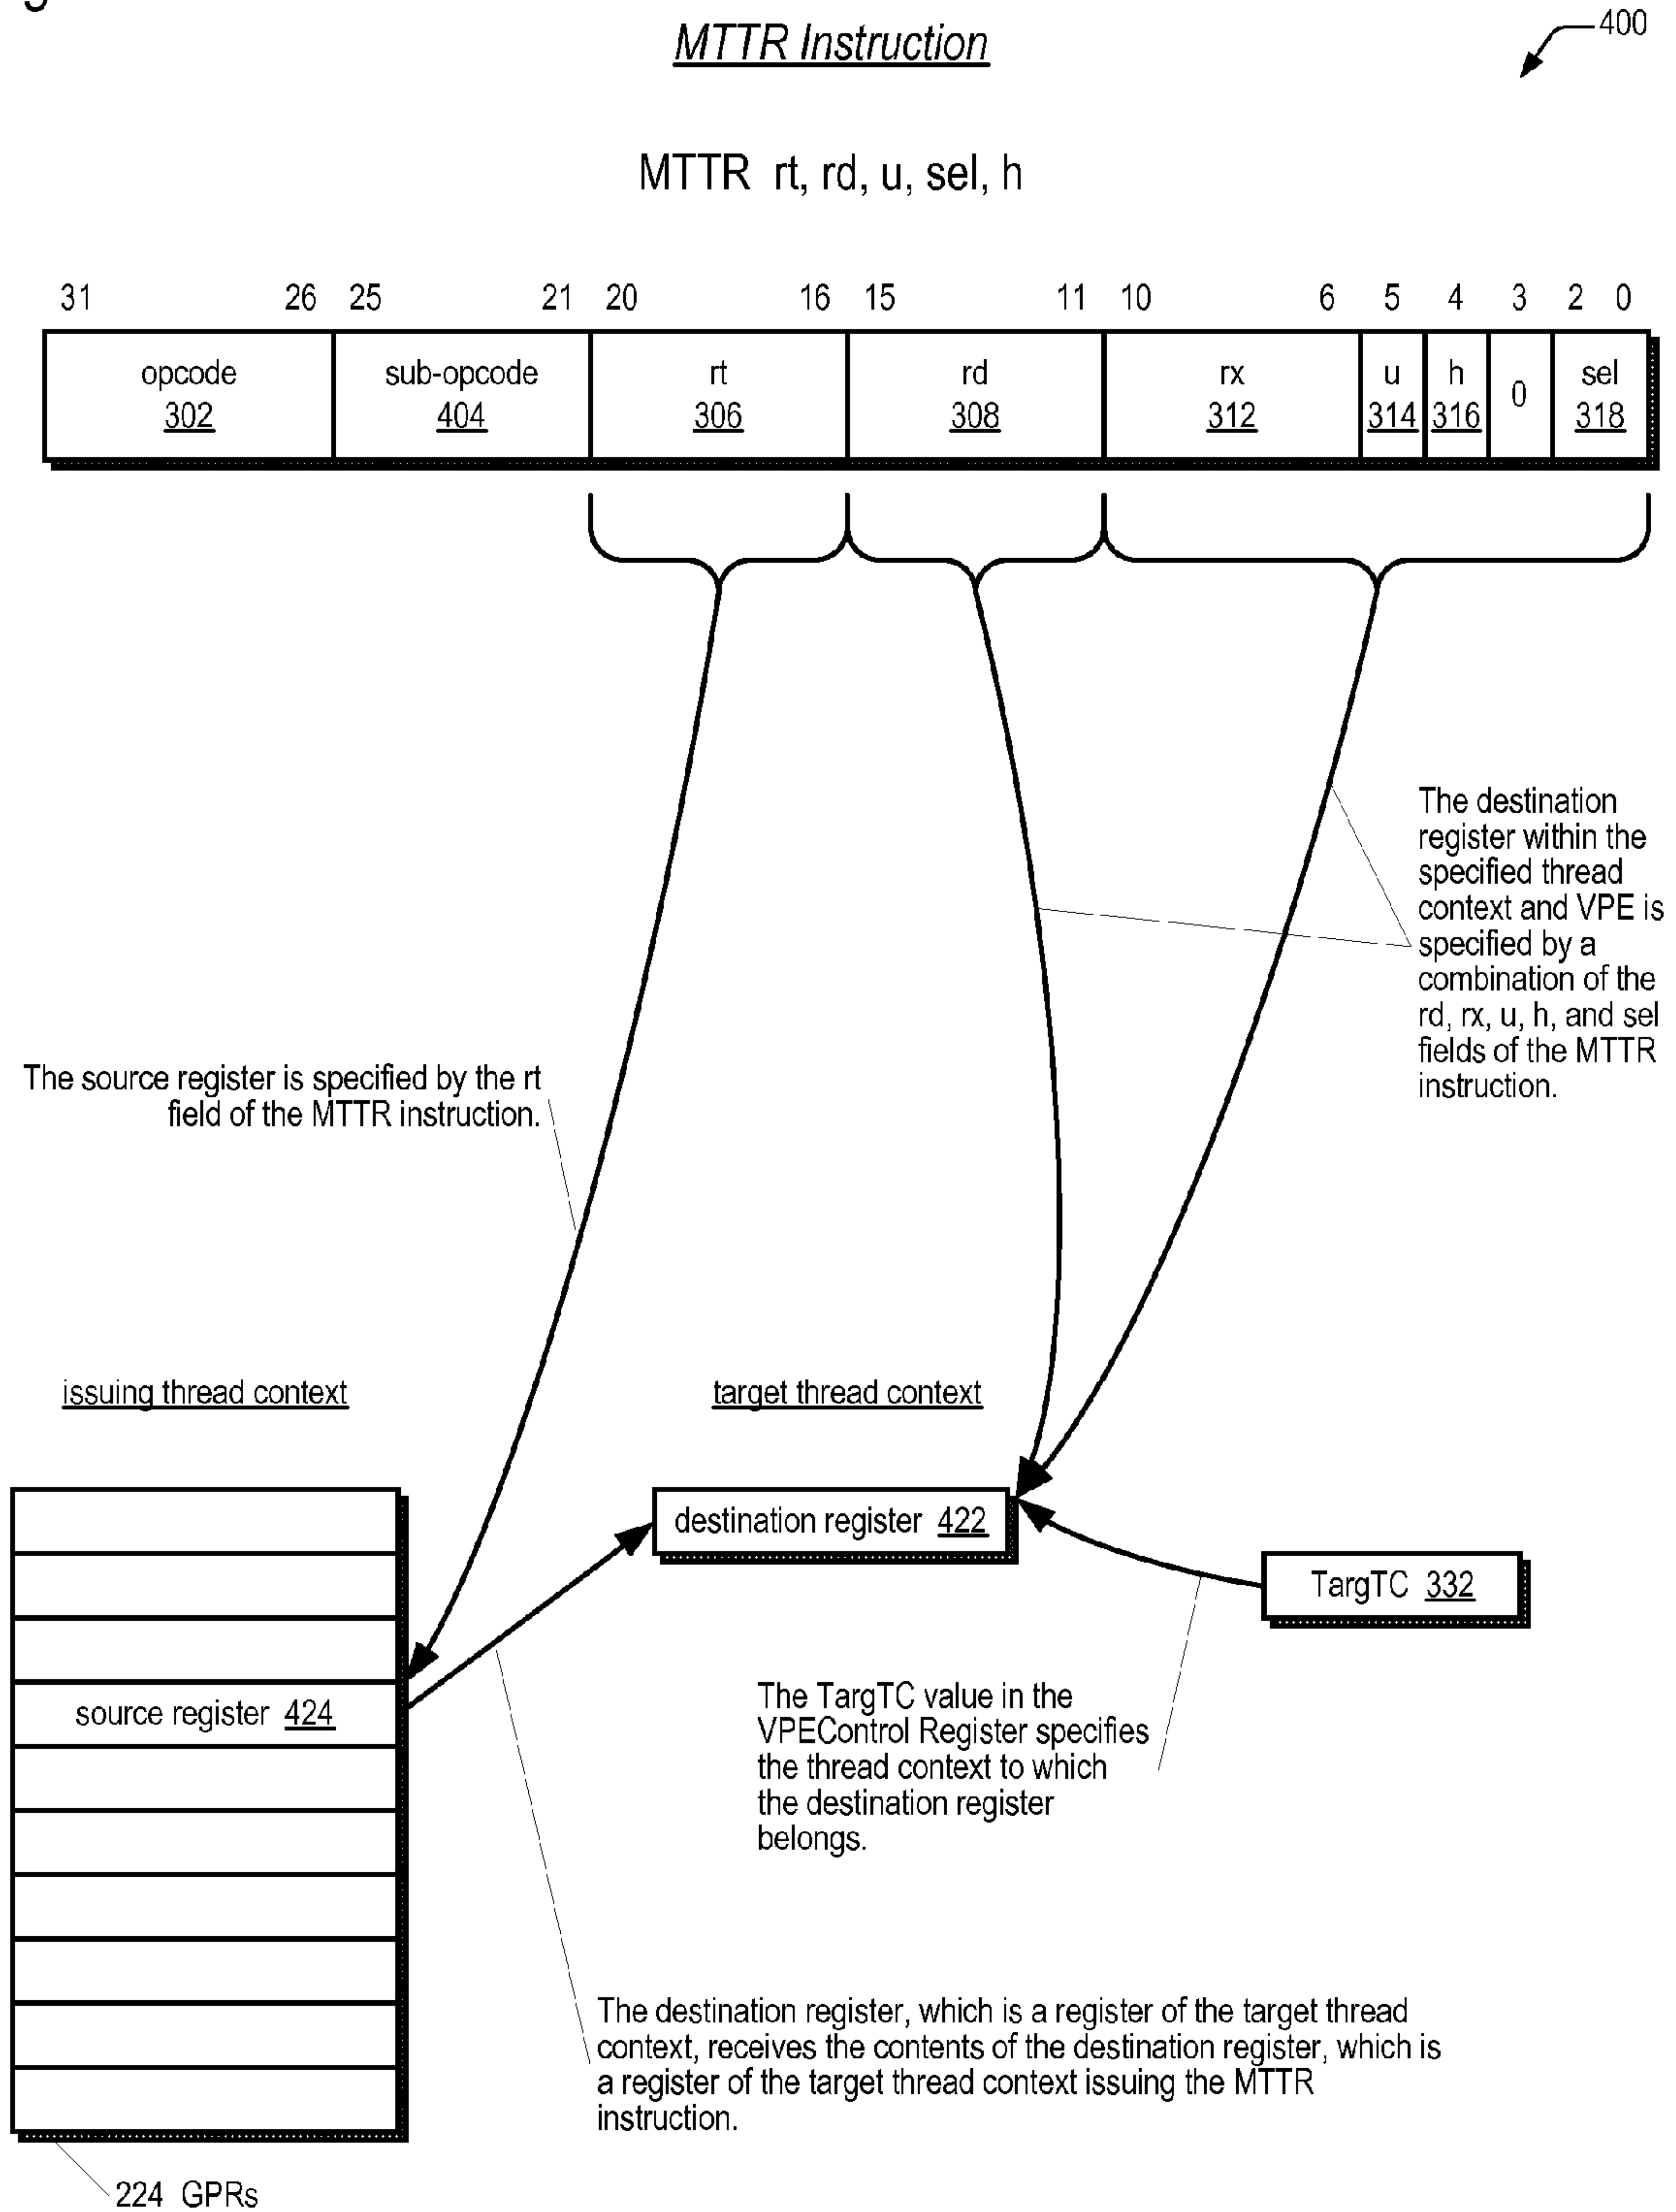 MTTR Instruction
400
MTTR rt, rd, u, sel, h
31 26 25 21 20 16 15 11 10 6 5 4 3 2 0
opcode sub-opcode rt rd rx u h 0 sel
302 404 306 308 312 314 316 318
The destination
register within the
specified thread
context and VPE is
specified by a
combination of the
rd, rx, u, h, and sel
fields of the MTTR
instruction.
The source register is specified by the rt
field of the MTTR instruction.
issuing thread context
target thread context
destination register 422
TargTC 332
source register 424
The TargTC value in the
VPEControl Register specifies
the thread context to which
the destination register
belongs.
The destination register, which is a register of the target thread
context, receives the contents of the destination register, which is
a register of the target thread context issuing the MTTR
instruction.
224 GPRs